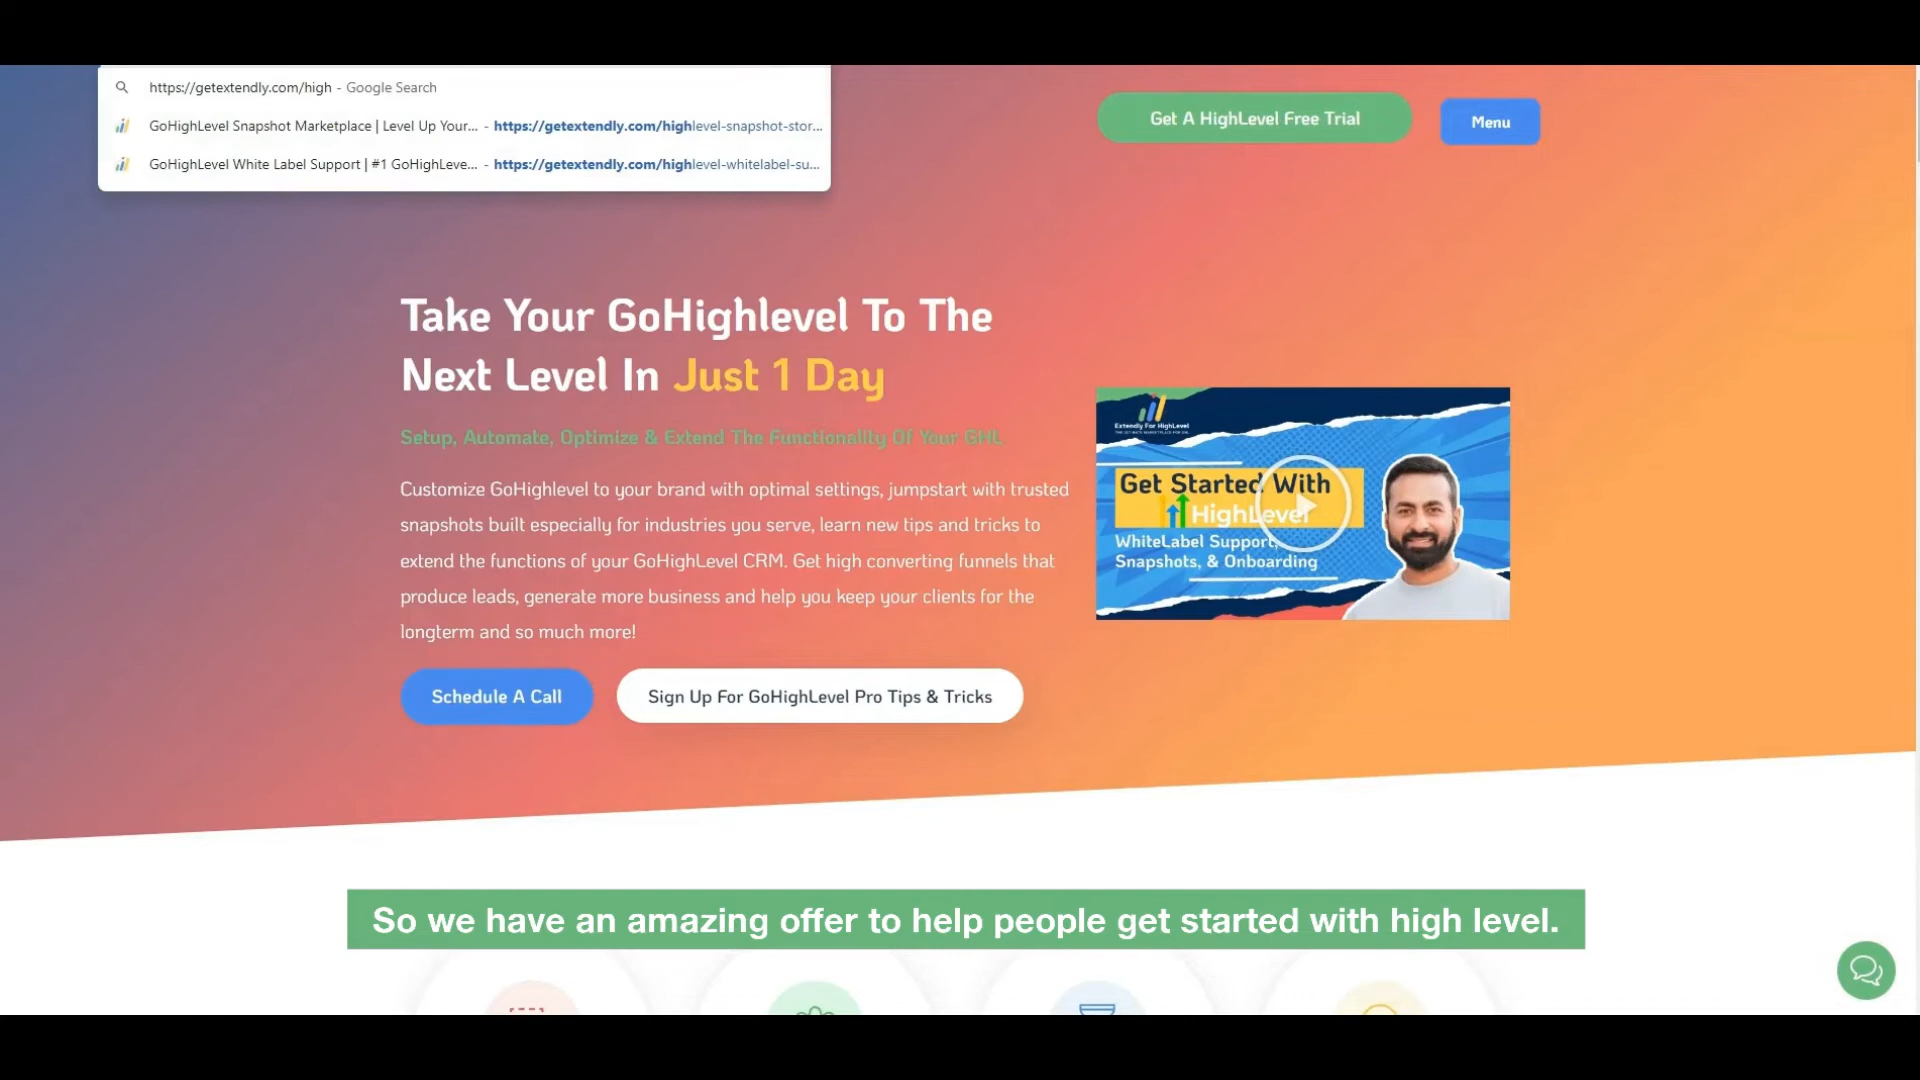 https://getextendly.com/high - Google Search
GoHighLevel Snapshot Marketplace | Level Up Your... - https://getextendly.com/highlevel-snapshot-stor...
GoHighLevel White Label Support | #1 GoHighLeve... - https://getextendly.com/highlevel-whitelabel-su...
Get A HighLevel Free Trial
Menu
Take Your GoHighlevel To The
Next Level In Just 1 Day
Setup, Automate, Optimize & Extend The Functionality Of Your GHL.
Customize GoHighlevel to your brand with optimal settings, jumpstart with trusted
snapshots built especially for industries you serve, learn new tips and tricks to
extend the functions of your GoHighLevel CRM. Get high converting funnels that
produce leads, generate more business and help you keep your clients for the
longterm and so much more!
Schedule A Call
Sign Up For GoHighLevel Pro Tips & Tricks
Extendly For HighLevel
THE ULTIMATE MARKETPLACE FOR GHL
Get Started With
HighLevel
WhiteLabel Support,
Snapshots, & Onboarding
So we have an amazing offer to help people get started with high level.